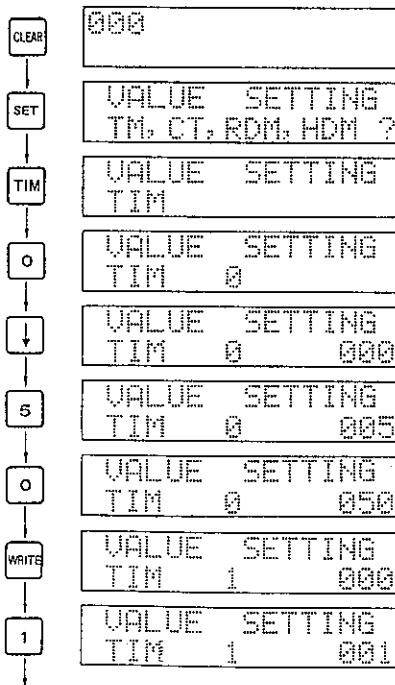 CLEAR
000
SET
VALUE SETTING
TM, CT, RDM, HDM ?
TIM
VALUE SETTING
TIM
0
VALUE SETTING
TIM 0
↓
VALUE SETTING
TIM 0 000
5
VALUE SETTING
TIM 0 005
0
VALUE SETTING
TIM 0 050
WRITE
VALUE SETTING
TIM 1 000
1
VALUE SETTING
TIM 1 001